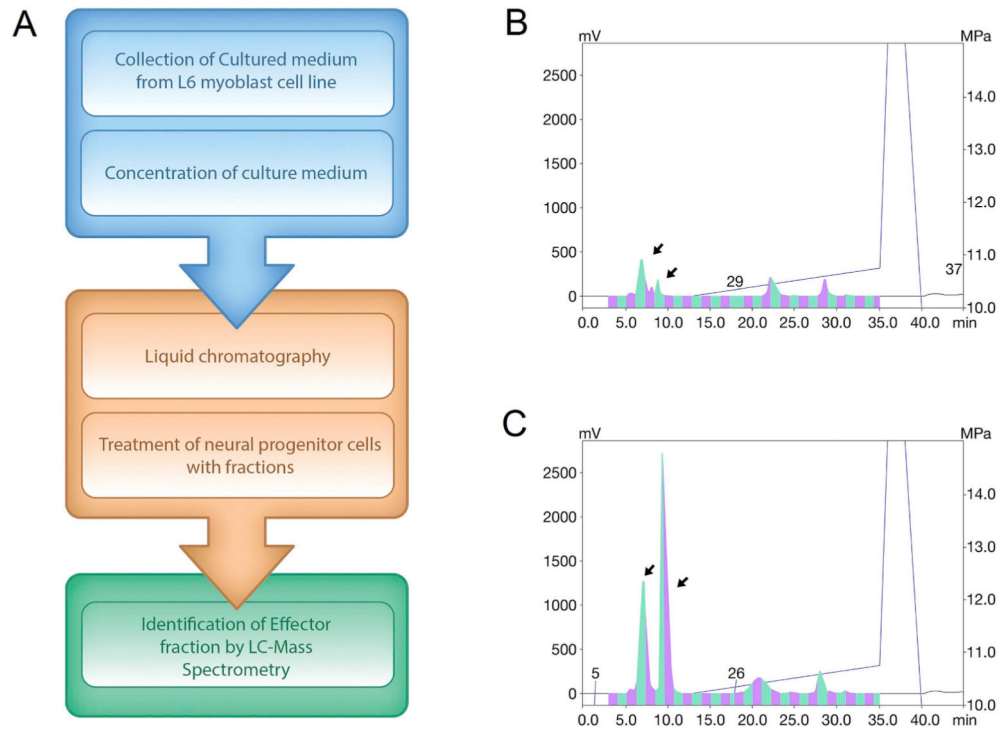 A
Collection of Cultured medium
from L6 myoblast cell line
Concentration of culture medium
Liquid chromatography
Treatment of neural progenitor cells
with fractions
Identification of Effector
fraction by LC-Mass
Spectrometry
B
mV
MPa
2500
2000
1500
1000
500
0
14.0
13.0
12.0
11.0
10.0
29
37
0.0 5.0 10.0 15.0 20.0 25.0 30.0 35.0 40.0 min
C
mV
MPa
2500
2000
1500
1000
500
0
14.0
13.0
12.0
11.0
10.0
5
26
0.0 5.0 10.0 15.0 20.0 25.0 30.0 35.0 40.0 min